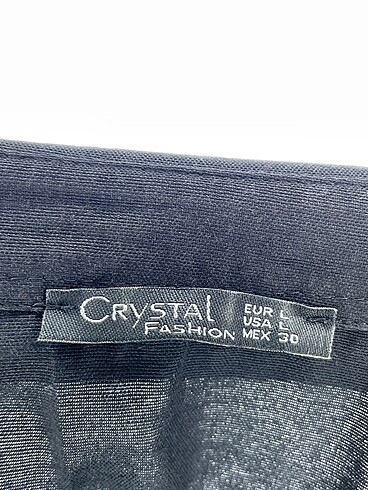 CRYSTAL
FASHION
EUR L
USA L
MEX 30